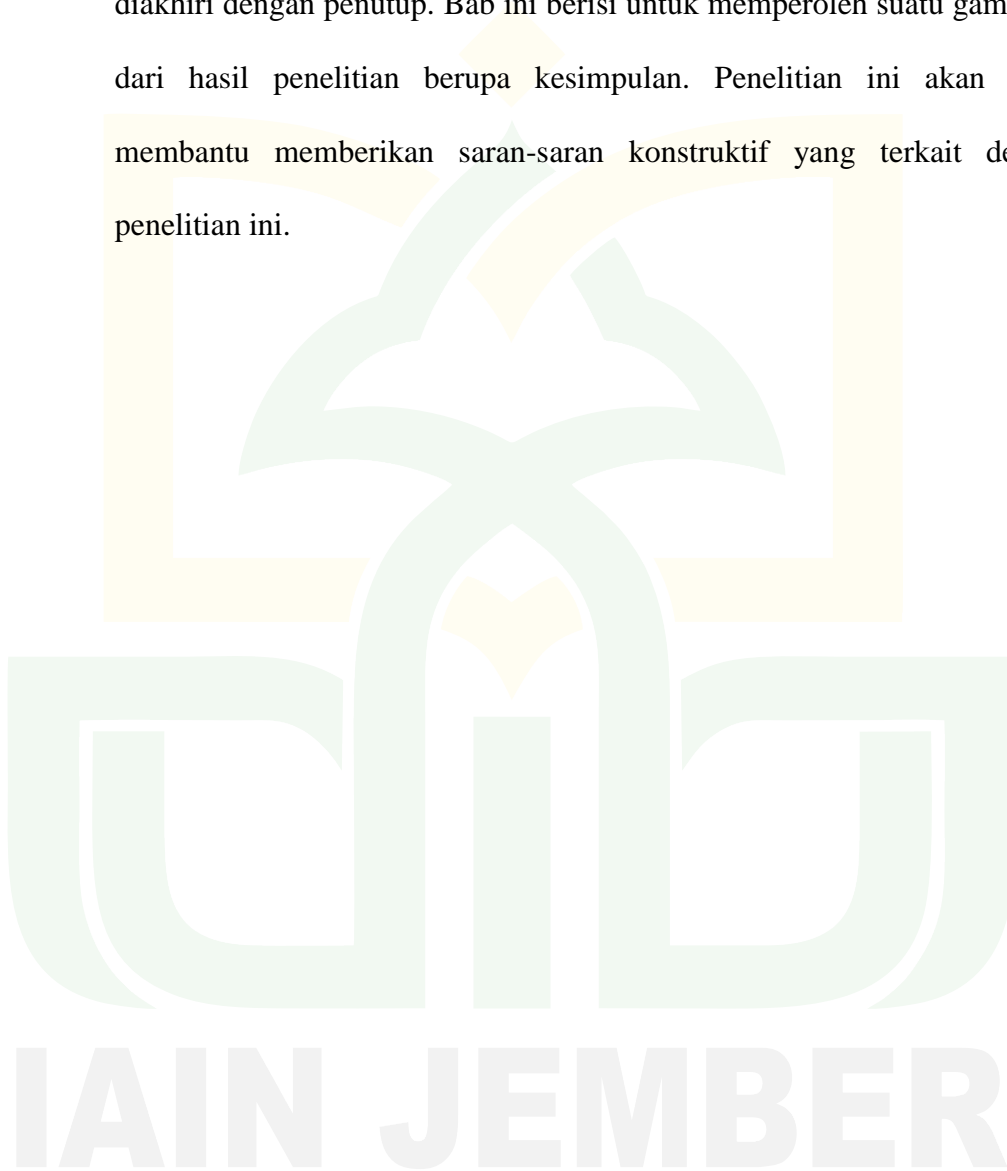 diakhiri dengan penutup. Bab ini berisi untuk memperoleh suatu gam
dari hasil penelitian berupa kesimpulan. Penelitian ini akan
membantu memberikan saran-saran konstruktif yang terkait de
penelitian ini.
IAIN JEMBER